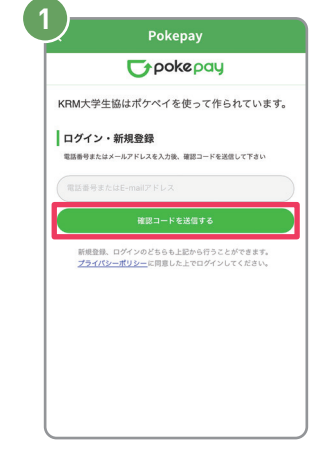 1
Pokepay
pokepay
KRM大学生協はポケペイを使って作られています。
ログイン・新規登録
電話番号またはメールアドレスを入力後、確認コードを送信して下さい
電話番号またはE-mailアドレス
確認コードを送信する
新規登録、ログインのどちらも上記から行うことができます。
プライバシーポリシーに同意した上でログインしてください。